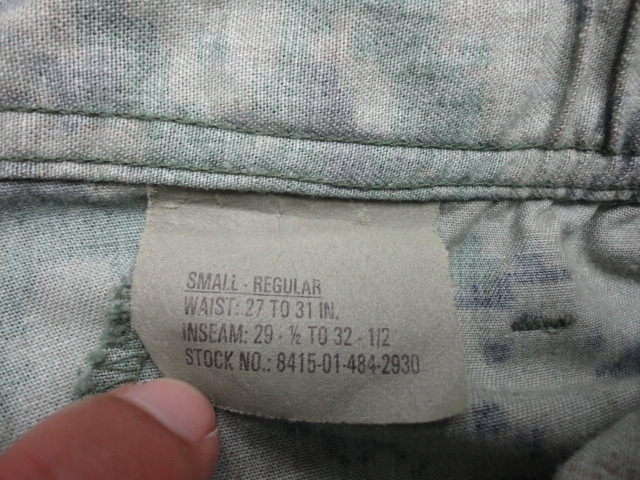 SMALL - REGULAR
WAIST: 27 TO 31 IN.
INSEAM: 29 - ½ TO 32 - 1/2
STOCK NO.: 8415-01-484-2930